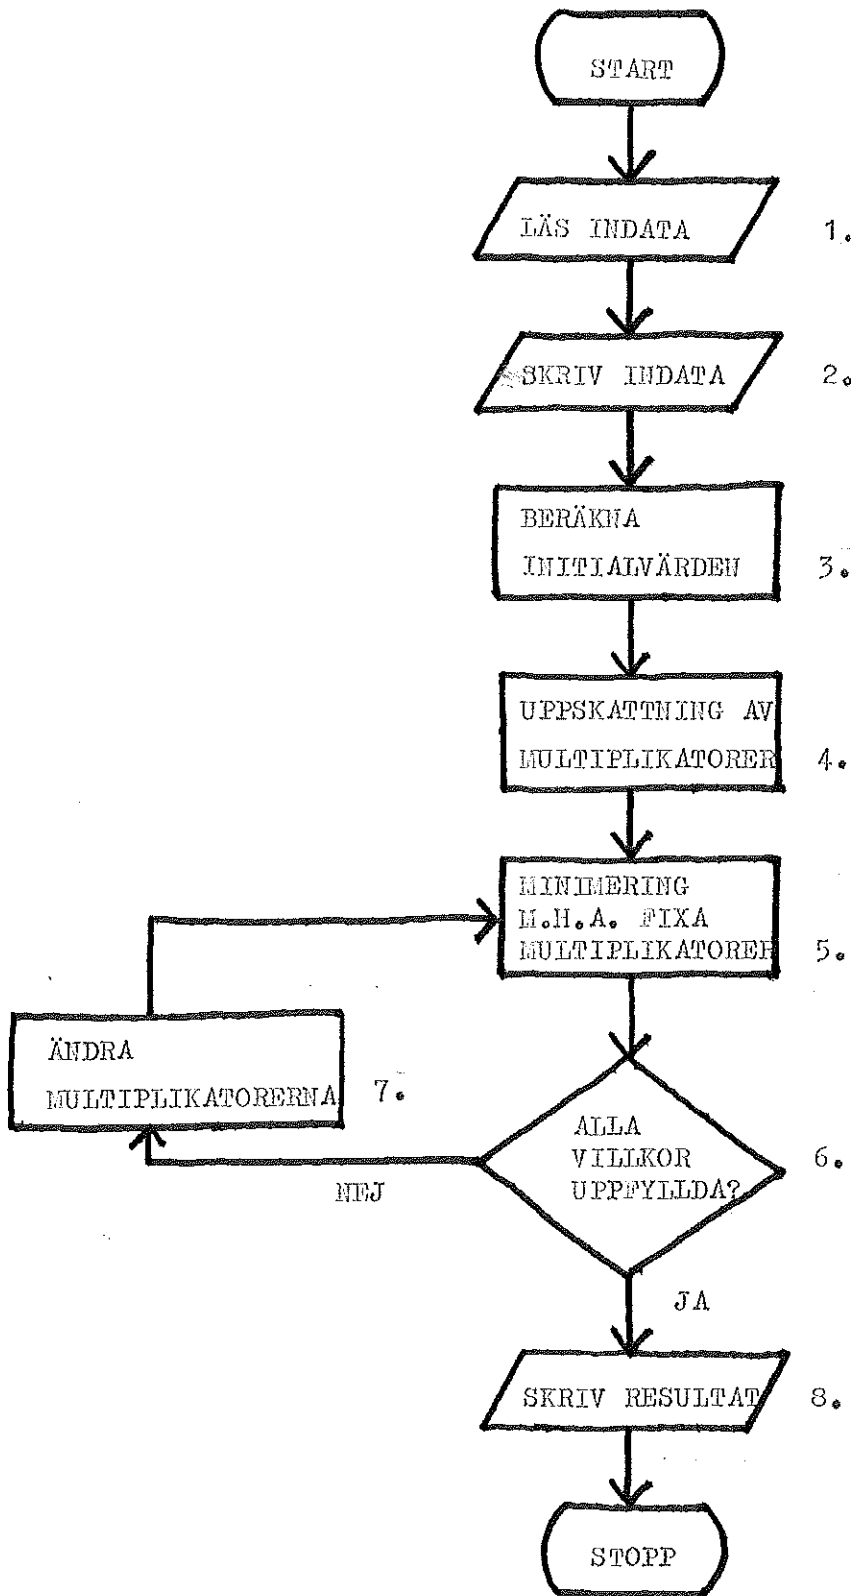 START
LÄS INDATA 1.
SKRIV INDATA 2.
BERÄKNA
INITIALVÄRDEN 3.
UPPSKATTNING AV
MULTIPLIKATORER 4.
MINIMERING
M.H.A. FIXA
MULTIPLIKATORER 5.
ÄNDRA
MULTIPLIKATORERNA 7.
ALLA
VILLKOR 6.
UPPFYLLDA?
NEJ
JA
SKRIV RESULTAT 8.
STOPP